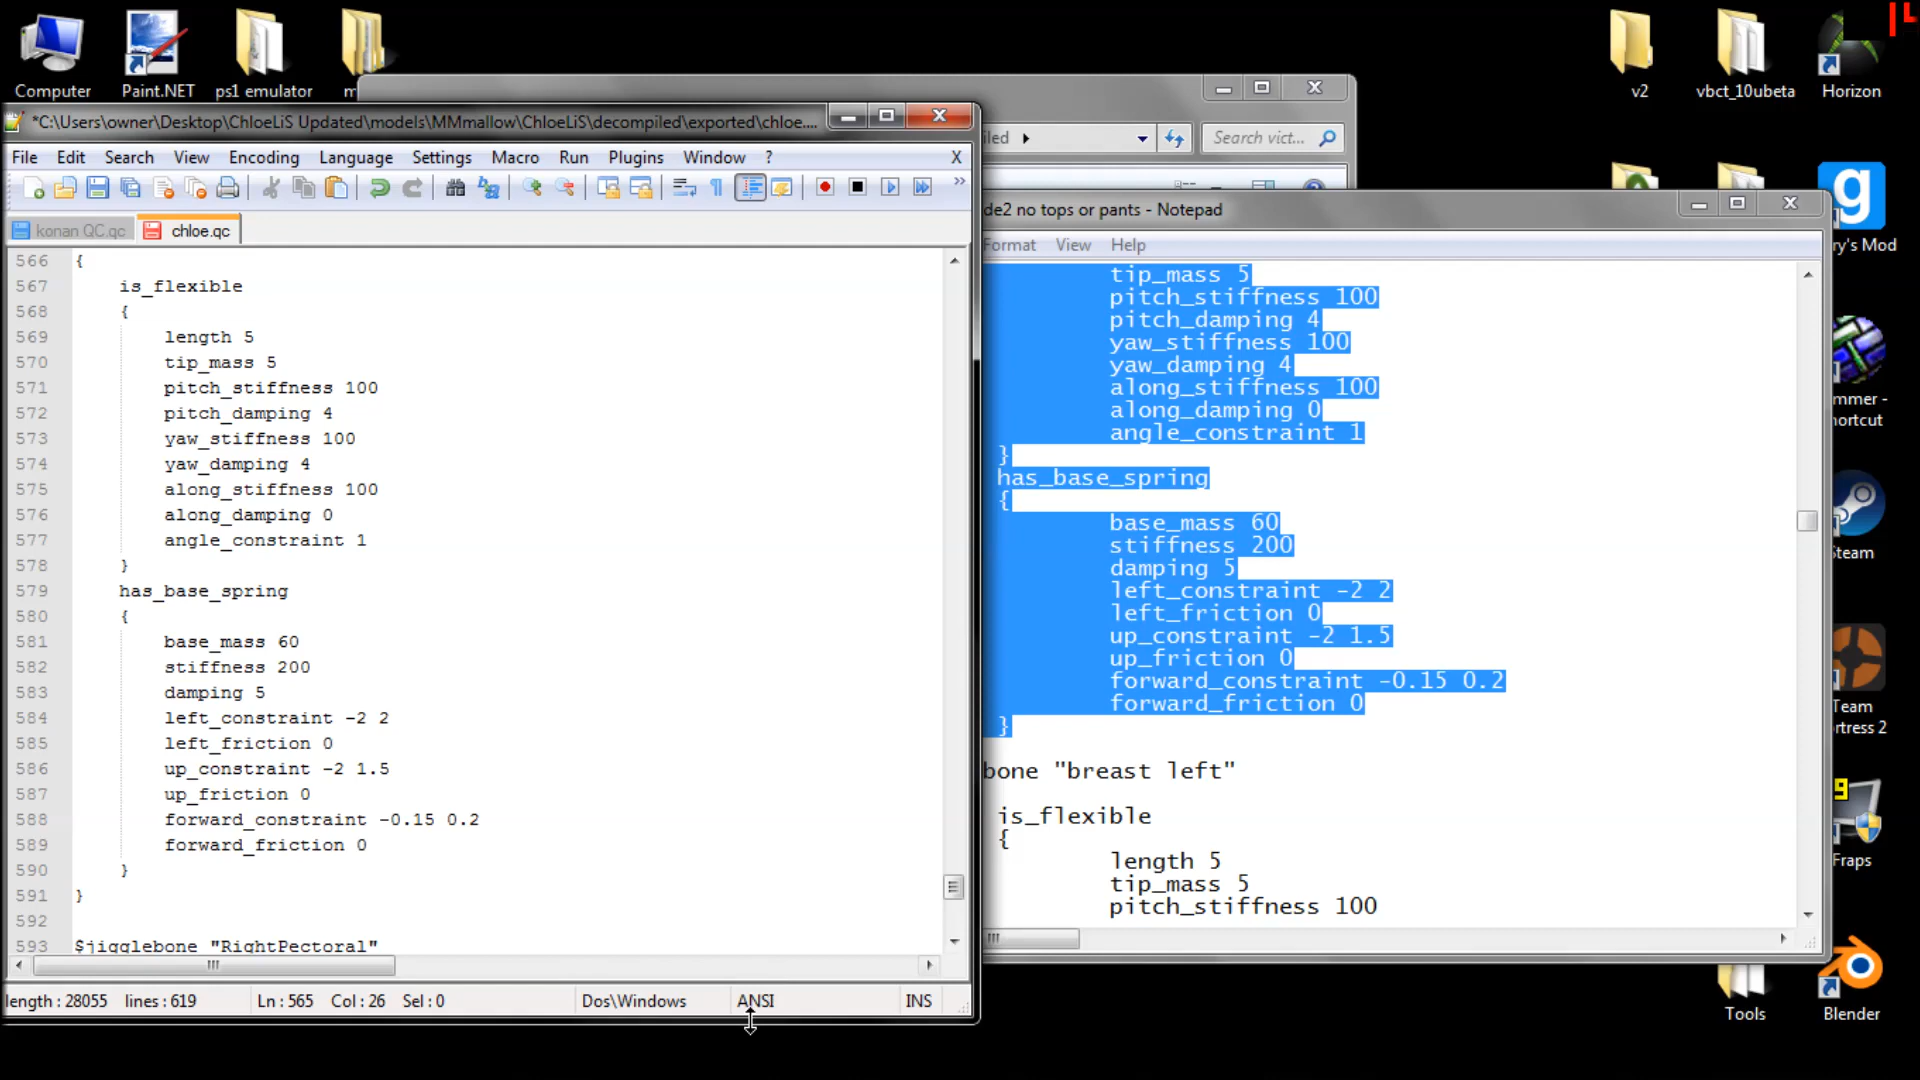 Computer
Paint.NET
ps1 emulator
m
v2
vbct_10ubeta
Horizon
*C:\Users\owner\Desktop\ChloeLiS Updated\models\MMmallow\ChloeLiS\decompiled\exported\chloe....
File Edit Search View Encoding Language Settings Macro Run Plugins Window ? X
konan QC.qc
chloe.qc
566 {
567 is_flexible
568 {
569 length 5
570 tip_mass 5
571 pitch_stiffness 100
572 pitch_damping 4
573 yaw_stiffness 100
574 yaw_damping 4
575 along_stiffness 100
576 along_damping 0
577 angle_constraint 1
578 }
579 has_base_spring
580 {
581 base_mass 60
582 stiffness 200
583 damping 5
584 left_constraint -2 2
585 left_friction 0
586 up_constraint -2 1.5
587 up_friction 0
588 forward_constraint -0.15 0.2
589 forward_friction 0
590 }
591 }
592
593 $jigglebone "RightPectoral"
length : 28055 lines : 619 Ln : 565 Col : 26 Sel : 0 Dos\Windows ANSI INS
iled
Search vict...
de2 no tops or pants - Notepad
Format View Help
tip_mass 5
pitch_stiffness 100
pitch_damping 4
yaw_stiffness 100
yaw_damping 4
along_stiffness 100
along_damping 0
angle_constraint 1
}
has_base_spring
{
base_mass 60
stiffness 200
damping 5
left_constraint -2 2
left_friction 0
up_constraint -2 1.5
up_friction 0
forward_constraint -0.15 0.2
forward_friction 0
}
bone "breast left"
is_flexible
{
length 5
tip_mass 5
pitch_stiffness 100
g
ry's Mod
mmer -
hortcut
Steam
Team
rtress 2
9
Fraps
Tools
Blender